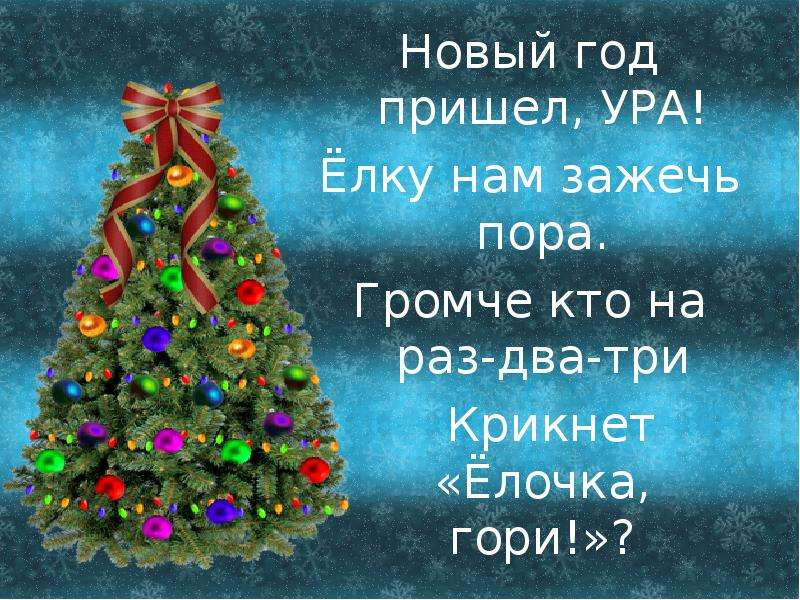 Новый год
пришел, УРА!
Ёлку нам зажечь
пора.
Громче кто на
раз-два-три
Крикнет
«Ёлочка,
гори!»?